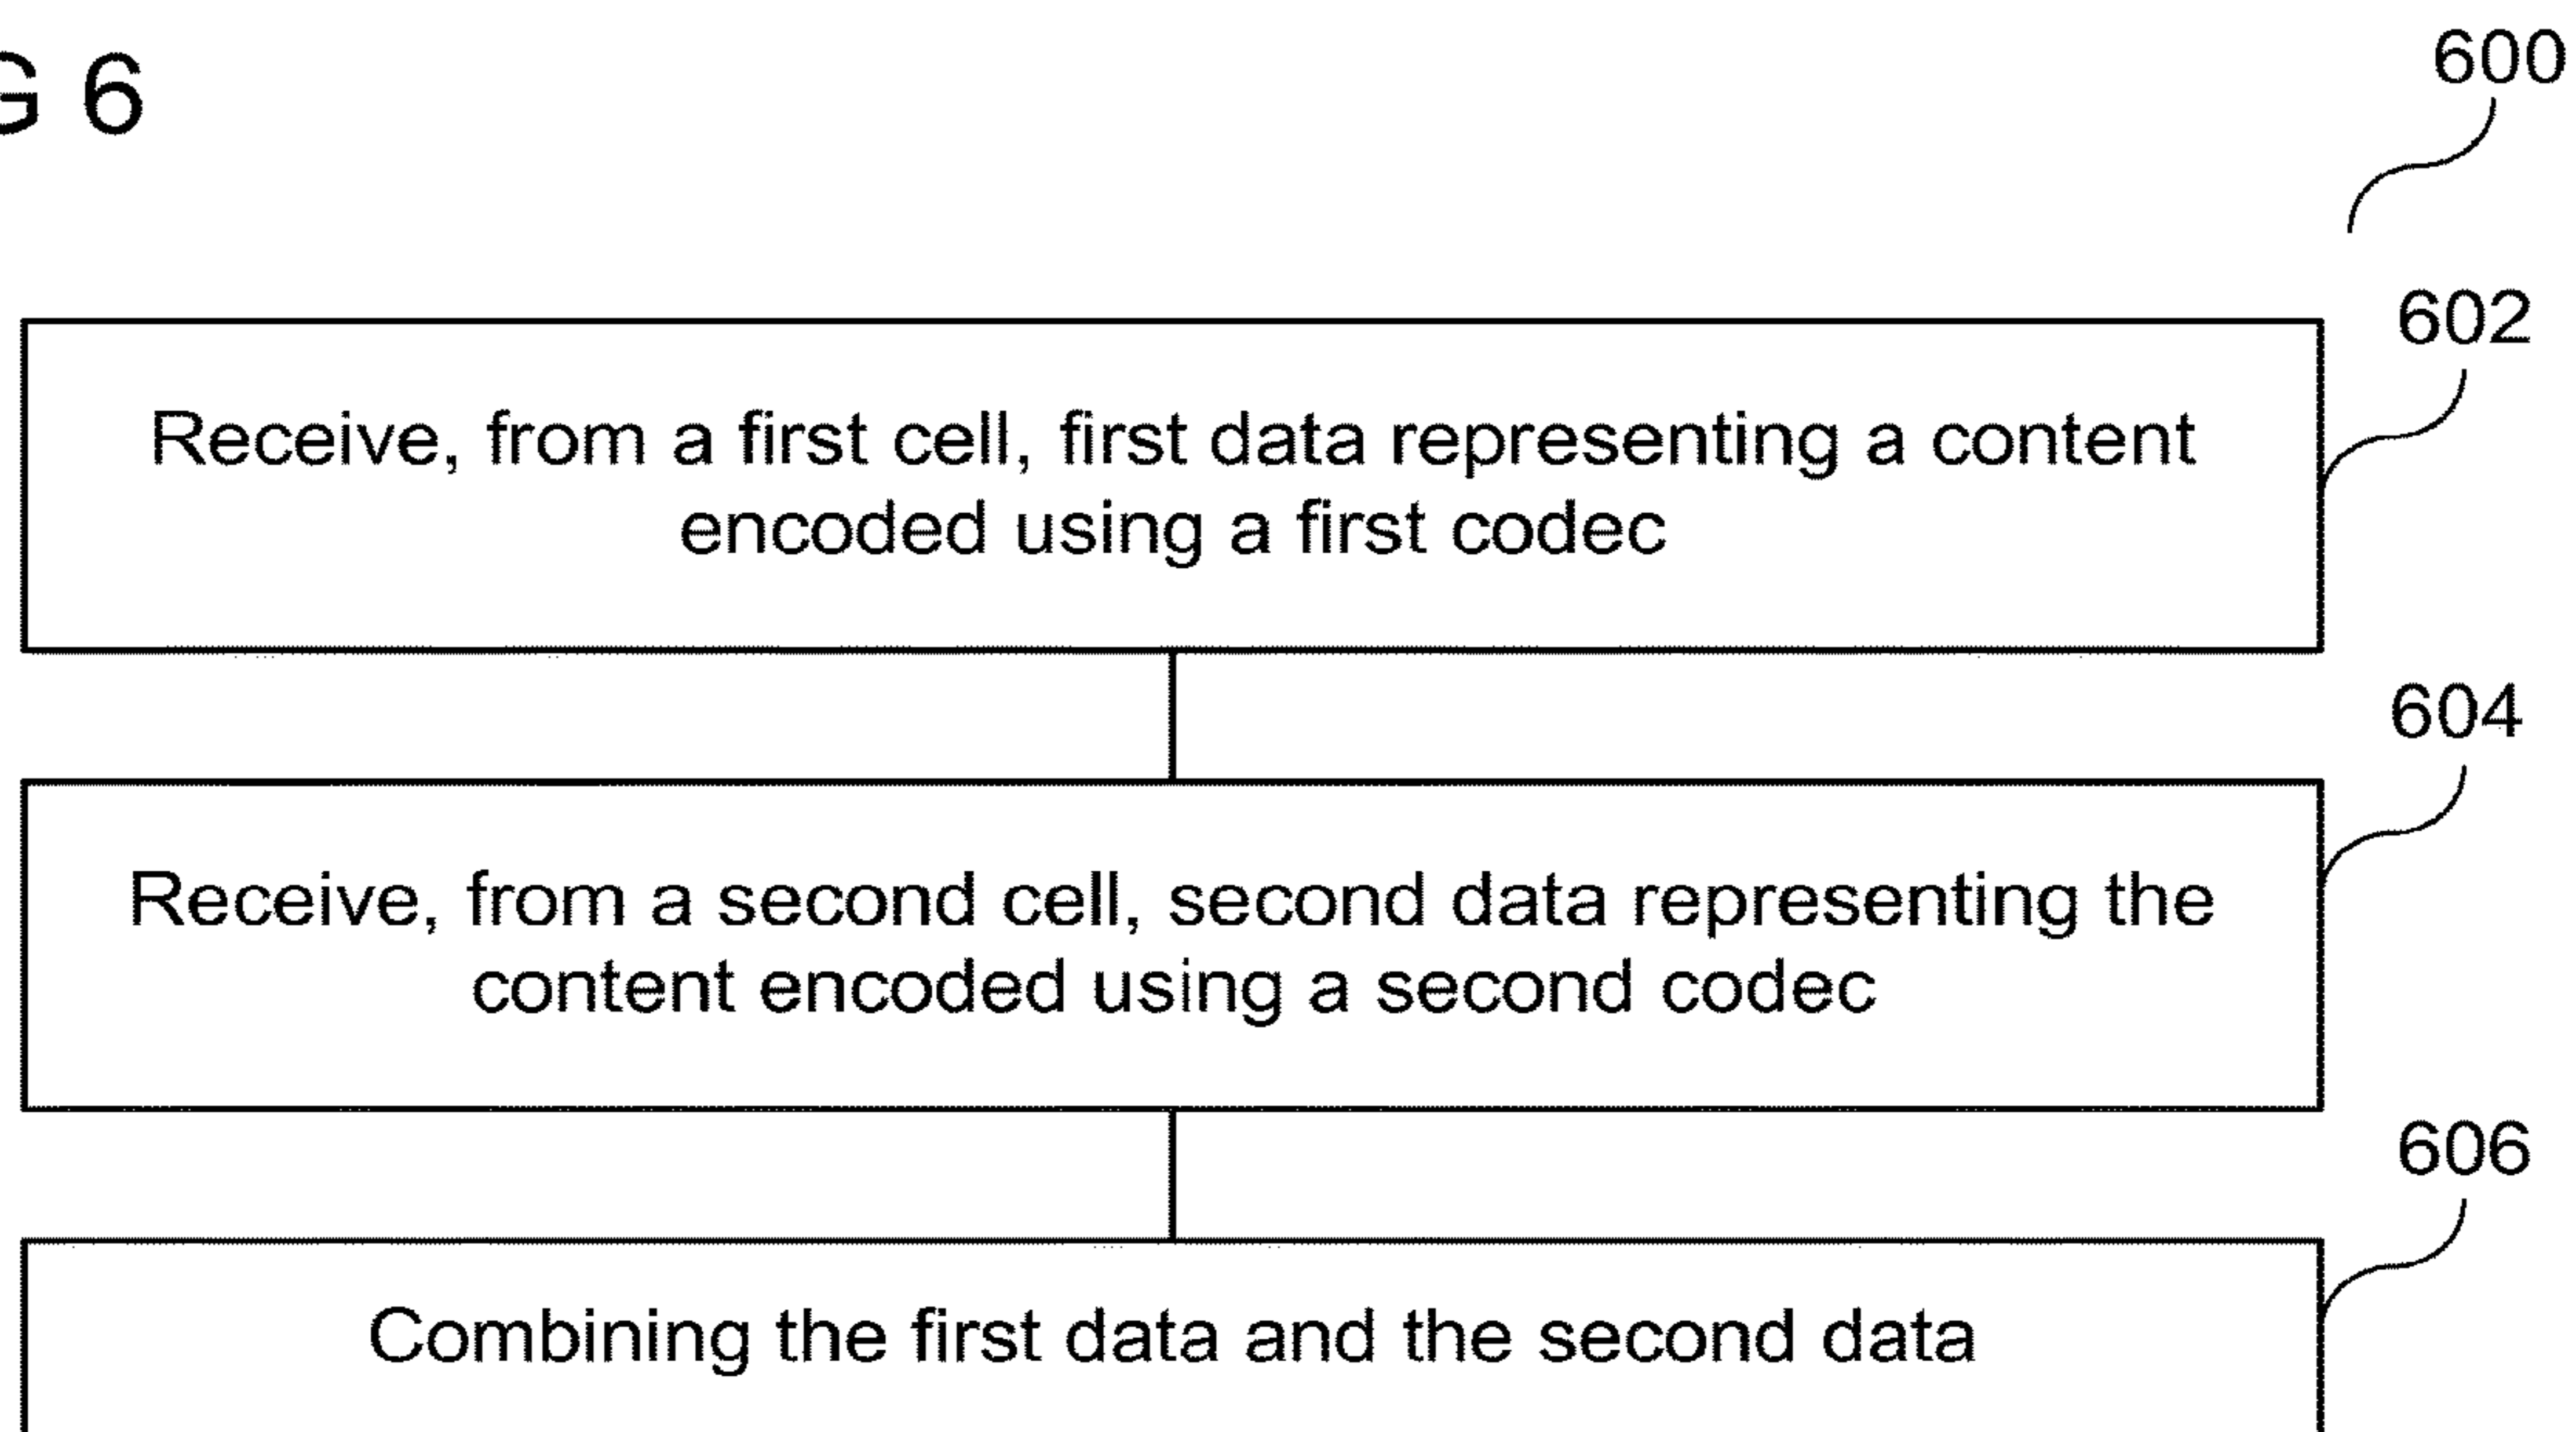 G 6
600
602
Receive, from a first cell, first data representing a content
encoded using a first codec
604
Receive, from a second cell, second data representing the
content encoded using a second codec
606
Combining the first data and the second data